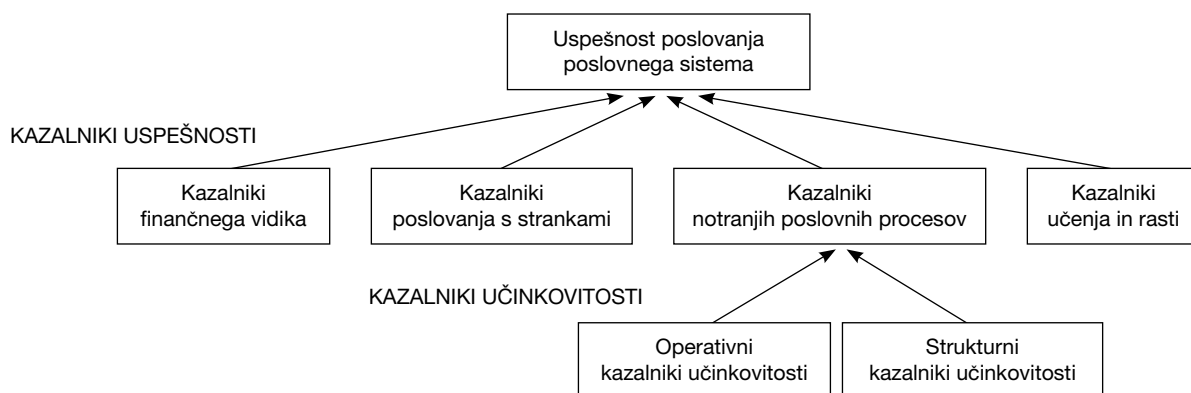 Uspešnost poslovanja
poslovnega sistema
KAZALNIKI USPEŠNOSTI
Kazalniki
finančnega vidika
Kazalniki
poslovanja s strankami
Kazalniki
notranjih poslovnih procesov
Kazalniki
učenja in rasti
KAZALNIKI UČINKOVITOSTI
Operativni
kazalniki učinkovitosti
Strukturni
kazalniki učinkovitosti